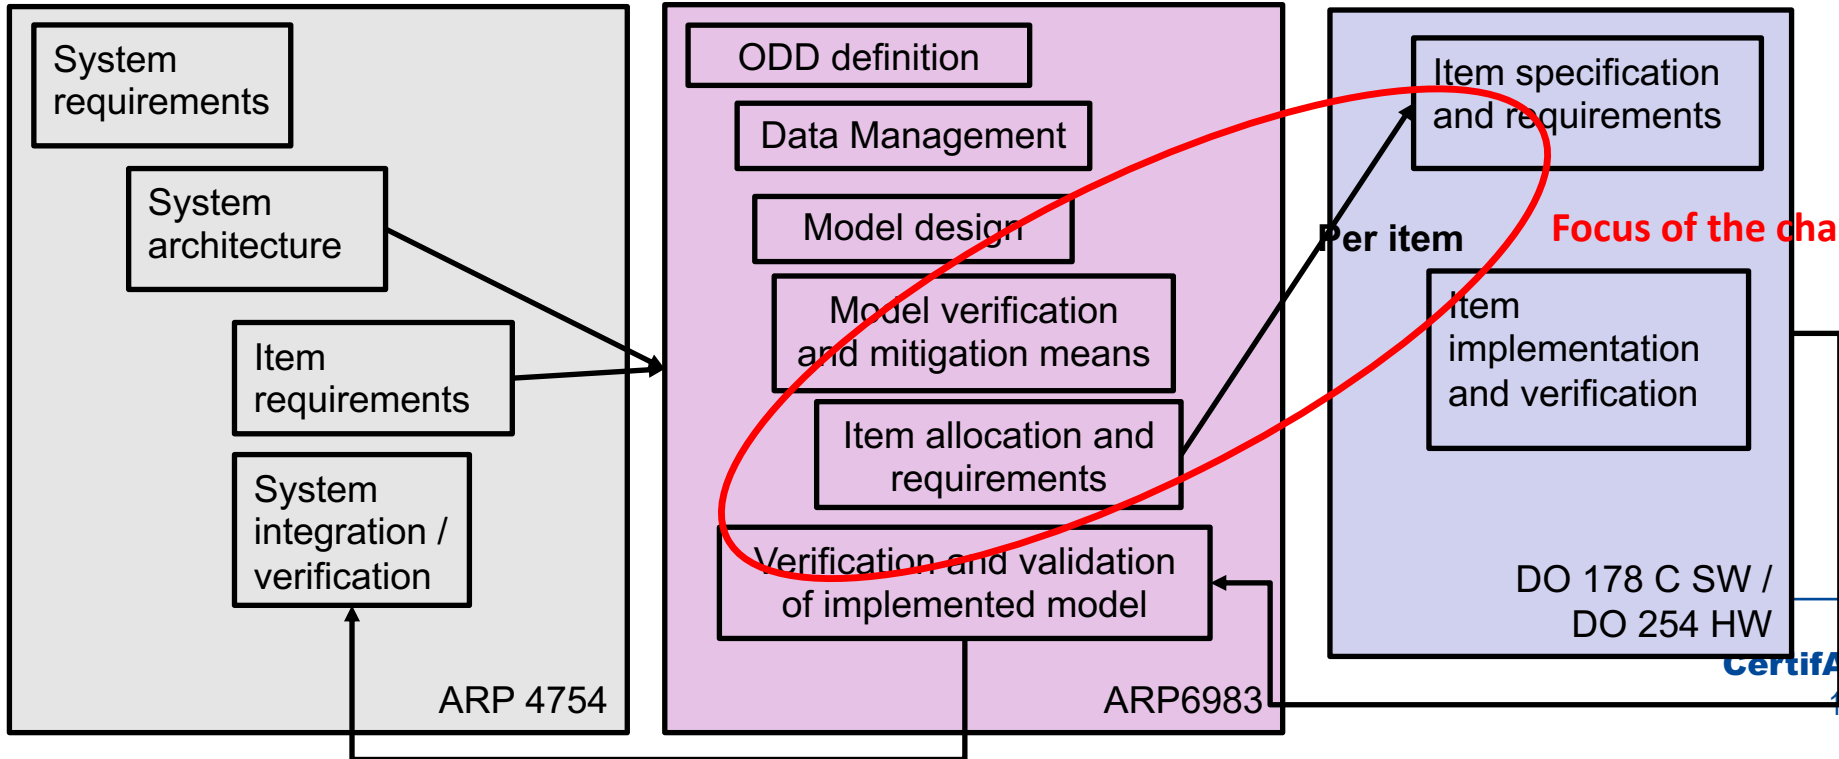 System
requirements
System
architecture
Item
requirements
System
integration /
verification
ARP 4754
ODD definition
Data Management
Model design
Model verification
and mitigation means
Item allocation and
requirements
Verification and validation
of implemented model
ARP6983
Per item
Item specification
and requirements
Focus of the cha
Item
implementation
and verification
DO 178 C SW /
DO 254 HW
CertifA